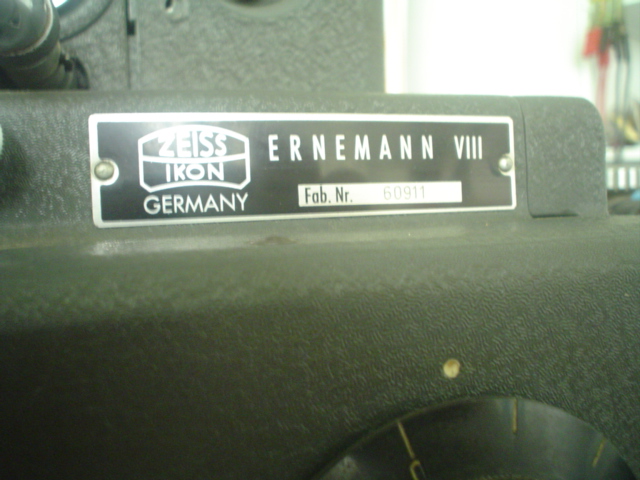 ZEISS
IKON
GERMANY
ERNEMANN VIII
Fab. Nr. 60911